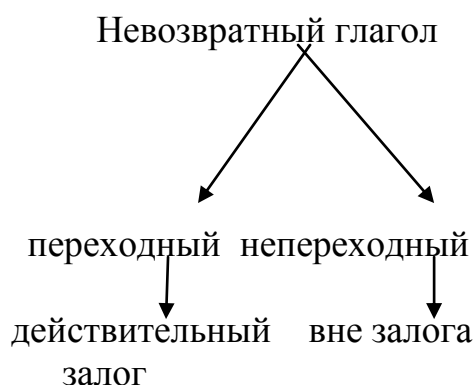 Невозвратный глагол
переходный непереходный
действительный вне залога
залог